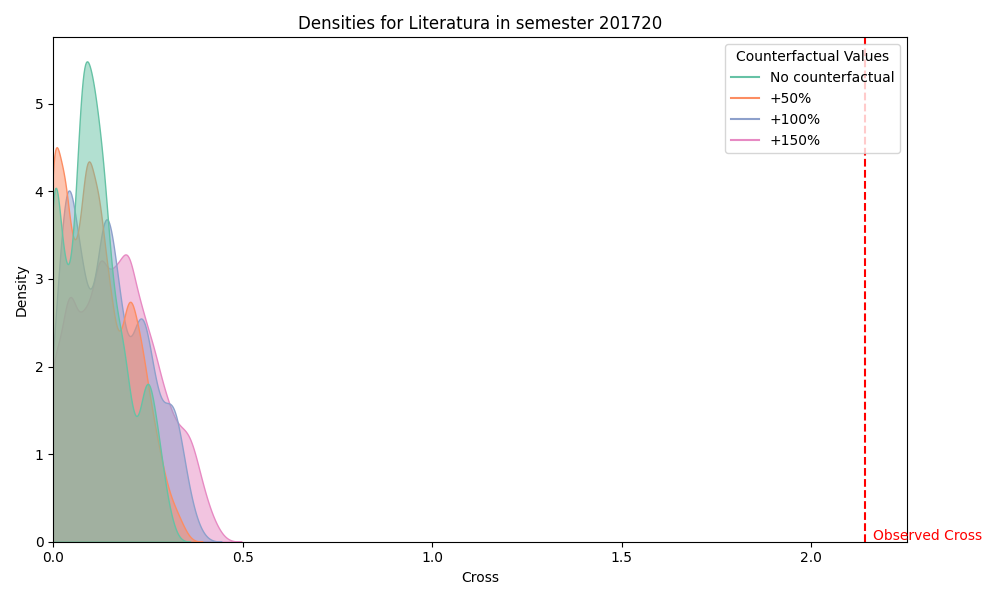 Densities for Literatura in semester 201720
Counterfactual Values
No counterfactual
+50%
+100%
+150%
Density
5
4
3
2
1
0
0.0
0.5
1.0
1.5
2.0
Observed Cross
Cross